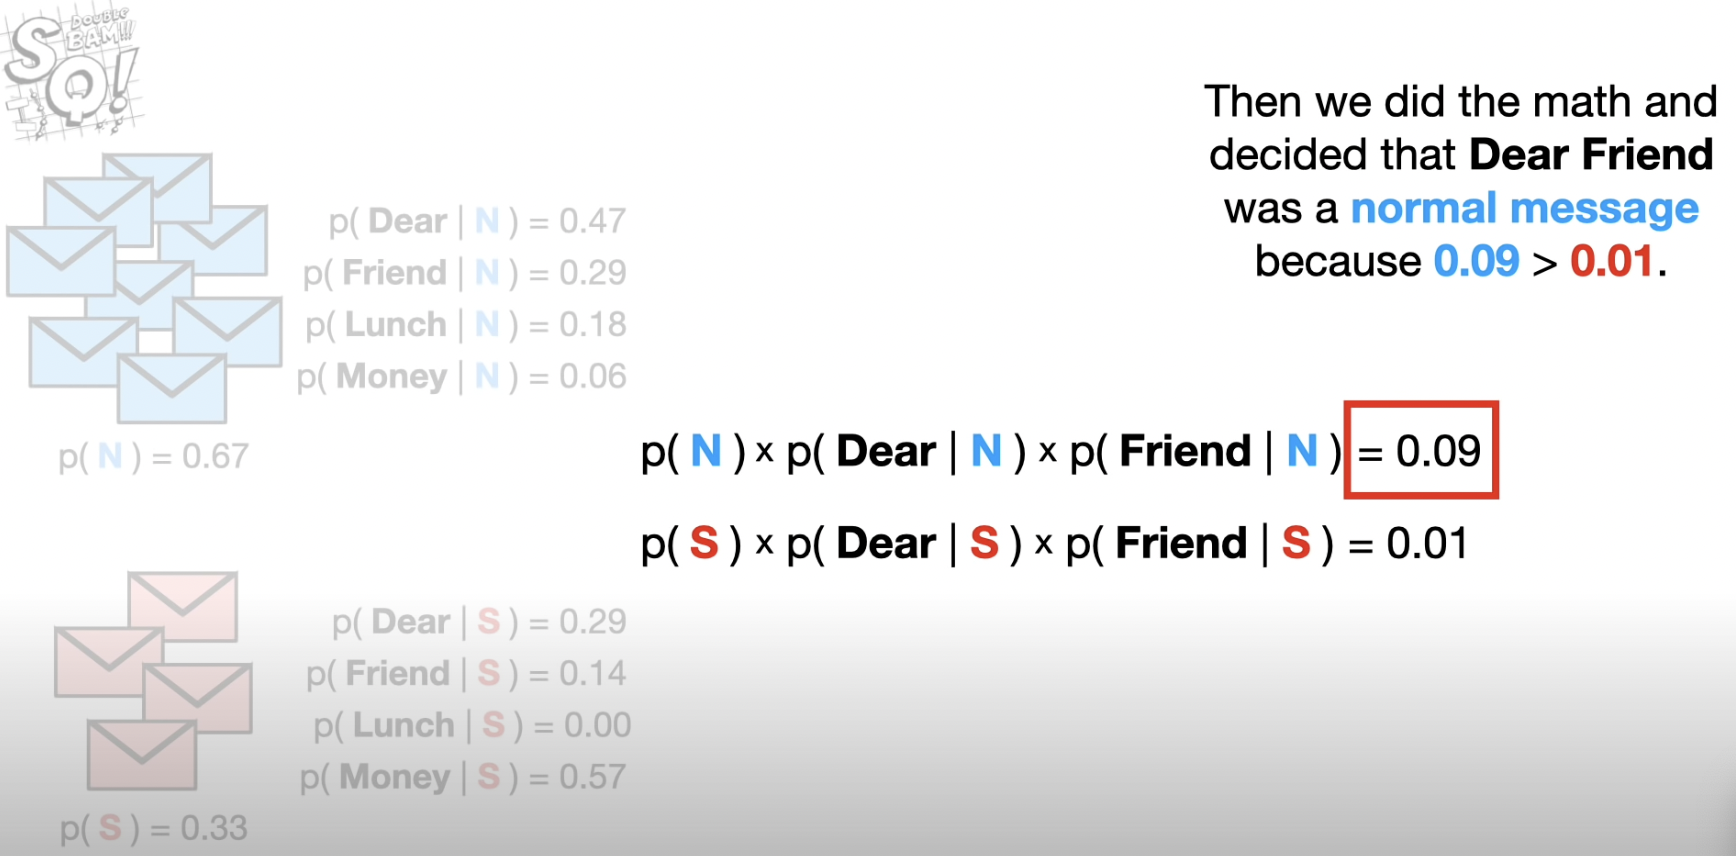 DOUBLE
BAM!!!
SQ!
Then we did the math and
decided that Dear Friend
was a normal message
because 0.09 > 0.01.
p( Dear | N ) = 0.47
p( Friend | N ) = 0.29
p( Lunch | N ) = 0.18
p( Money | N ) = 0.06
p( N ) = 0.67
p( N ) x p( Dear | N ) x p( Friend | N ) = 0.09
p( S ) x p( Dear | S ) x p( Friend | S ) = 0.01
p( Dear | S ) = 0.29
p( Friend | S ) = 0.14
p( Lunch | S ) = 0.00
p( Money | S ) = 0.57
p( S ) = 0.33